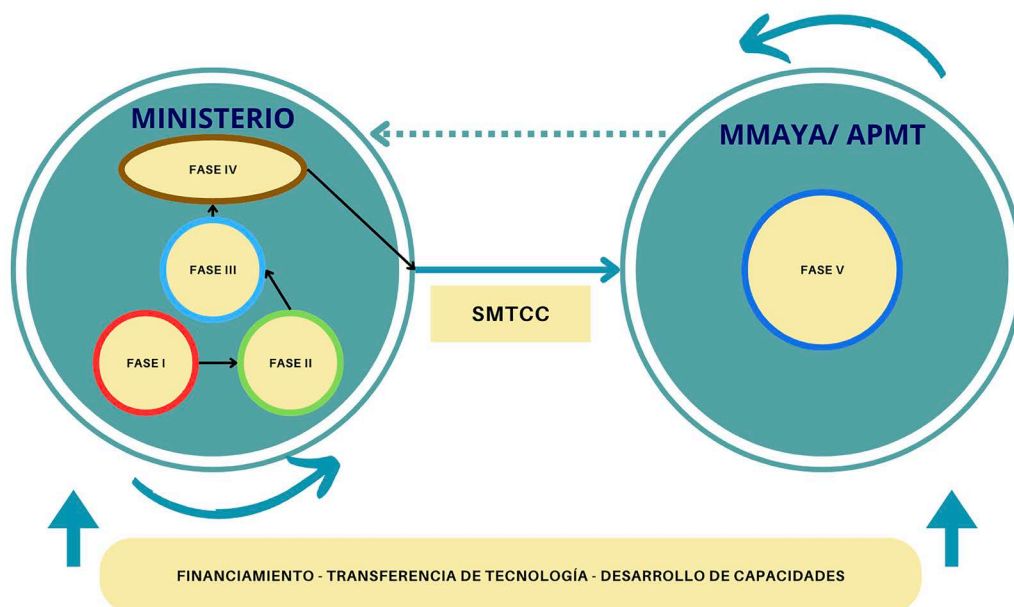 MINISTERIO
FASE IV
FASE III
FASE I
FASE II
SMTCC
MMAYA/ APMT
FASE V
FINANCIAMIENTO - TRANSFERENCIA DE TECNOLOGÍA - DESARROLLO DE CAPACIDADES